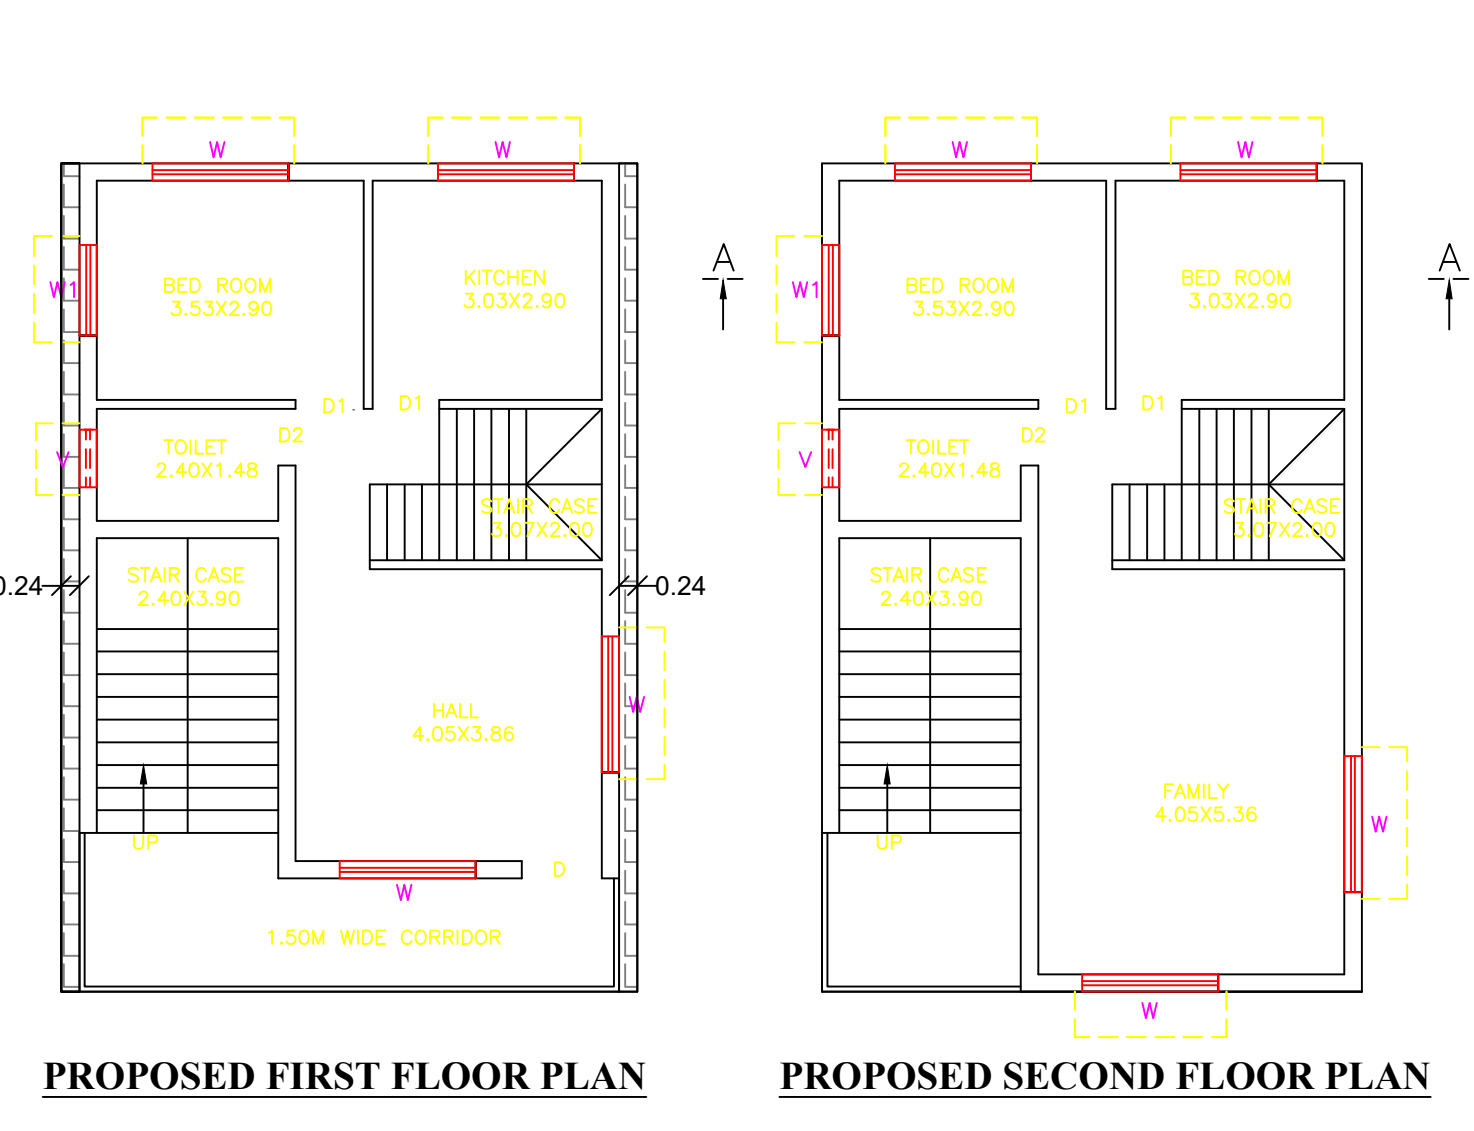 W
W
W
W
A
A
W1
BED ROOM
3.53X2.90
KITCHEN
3.03X2.90
W1
BED ROOM
3.53X2.90
BED ROOM
3.03X2.90
D1
D1
D1
D1
D2
D2
V
TOILET
2.40X1.48
V
TOILET
2.40X1.48
STAIR CASE
3.07X2.00
STAIR CASE
3.07X2.00
0.24
STAIR CASE
2.40X3.90
0.24
STAIR CASE
2.40X3.90
HALL
4.05X3.86
W
FAMILY
4.05X5.36
W
UP
UP
D
W
1.50M WIDE CORRIDOR
W
PROPOSED FIRST FLOOR PLAN
PROPOSED SECOND FLOOR PLAN